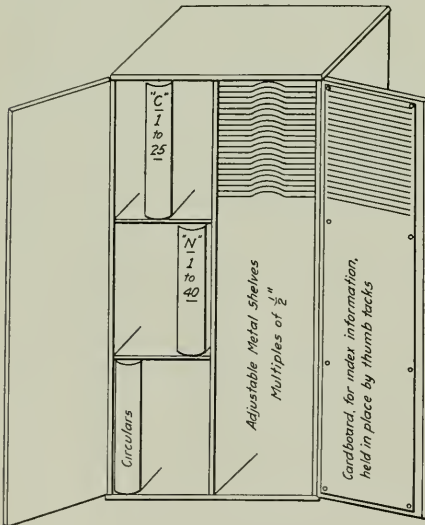 "C"
1
to
25
"N"
1
to
40
Circulars
Adjustable Metal Shelves
Multiples of ½"
Cardboard, for index information,
held in place by thumb tacks